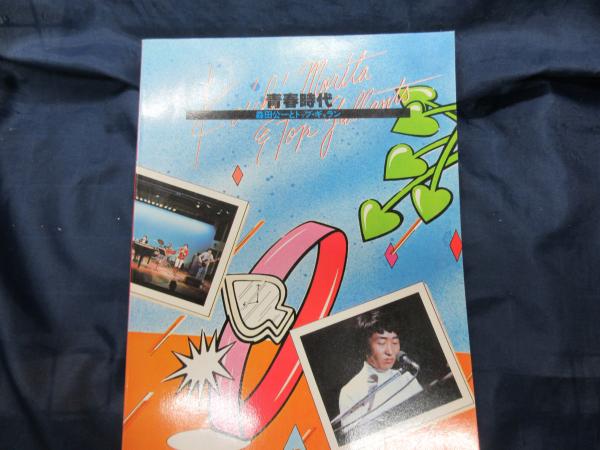 Koichi Morita
& Top Gallants
青春時代
森田公一とトップ・ギャラン